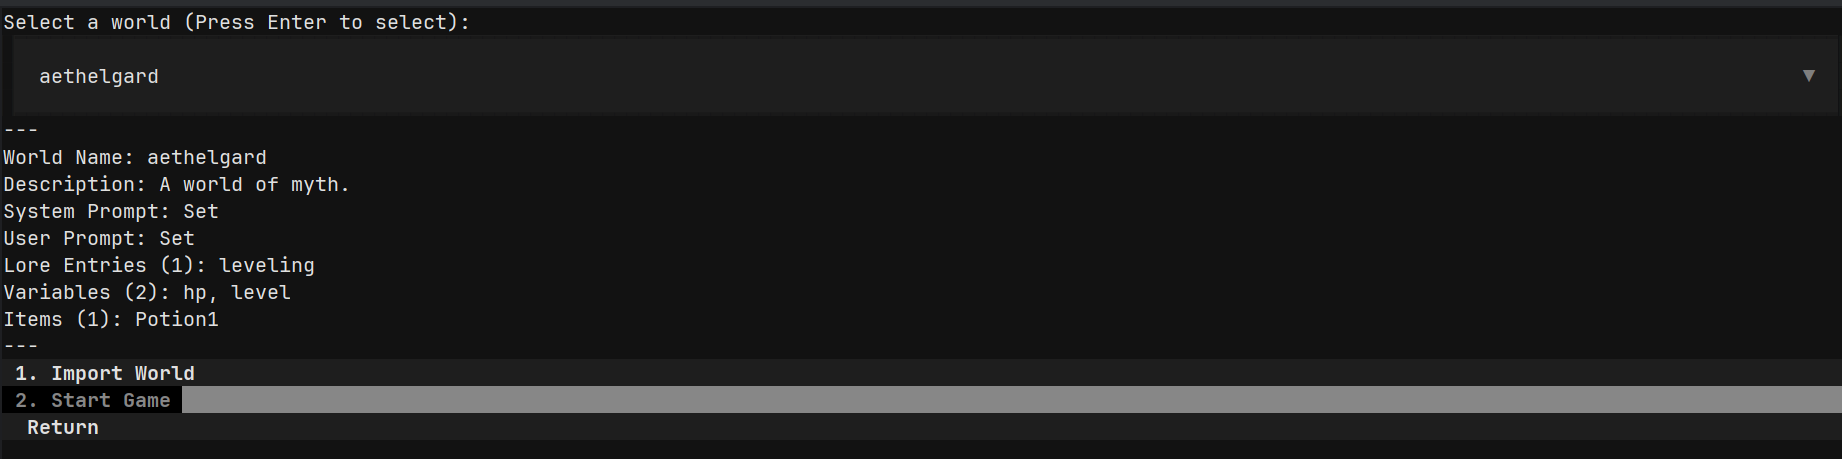 Select a world (Press Enter to select):
aethelgard ▼
---
World Name: aethelgard
Description: A world of myth.
System Prompt: Set
User Prompt: Set
Lore Entries (1): leveling
Variables (2): hp, level
Items (1): Potion1
---
1. Import World
2. Start Game
Return